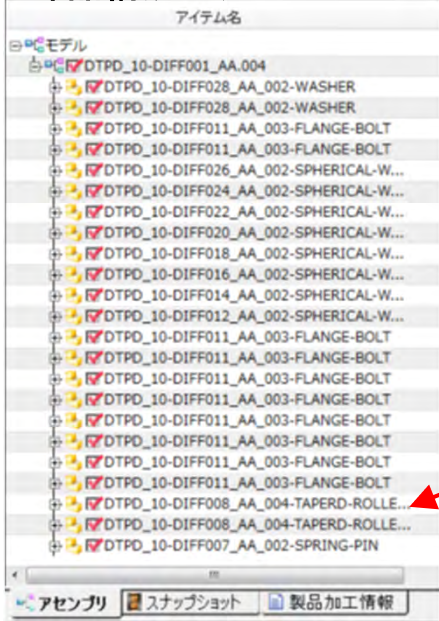 アイテム名
モデル
DTPD_10-DIFF001_AA.004
DTPD_10-DIFF028_AA_002-WASHER
DTPD_10-DIFF028_AA_002-WASHER
DTPD_10-DIFF011_AA_003-FLANGE-BOLT
DTPD_10-DIFF011_AA_003-FLANGE-BOLT
DTPD_10-DIFF026_AA_002-SPHERICAL-W...
DTPD_10-DIFF024_AA_002-SPHERICAL-W...
DTPD_10-DIFF022_AA_002-SPHERICAL-W...
DTPD_10-DIFF020_AA_002-SPHERICAL-W...
DTPD_10-DIFF018_AA_002-SPHERICAL-W...
DTPD_10-DIFF016_AA_002-SPHERICAL-W...
DTPD_10-DIFF014_AA_002-SPHERICAL-W...
DTPD_10-DIFF012_AA_002-SPHERICAL-W...
DTPD_10-DIFF011_AA_003-FLANGE-BOLT
DTPD_10-DIFF011_AA_003-FLANGE-BOLT
DTPD_10-DIFF011_AA_003-FLANGE-BOLT
DTPD_10-DIFF011_AA_003-FLANGE-BOLT
DTPD_10-DIFF011_AA_003-FLANGE-BOLT
DTPD_10-DIFF011_AA_003-FLANGE-BOLT
DTPD_10-DIFF011_AA_003-FLANGE-BOLT
DTPD_10-DIFF011_AA_003-FLANGE-BOLT
DTPD_10-DIFF008_AA_004-TAPERD-ROLLE...
DTPD_10-DIFF008_AA_004-TAPERD-ROLLE...
DTPD_10-DIFF007_AA_002-SPRING-PIN
アセンブリ スナップショット 製品加工情報